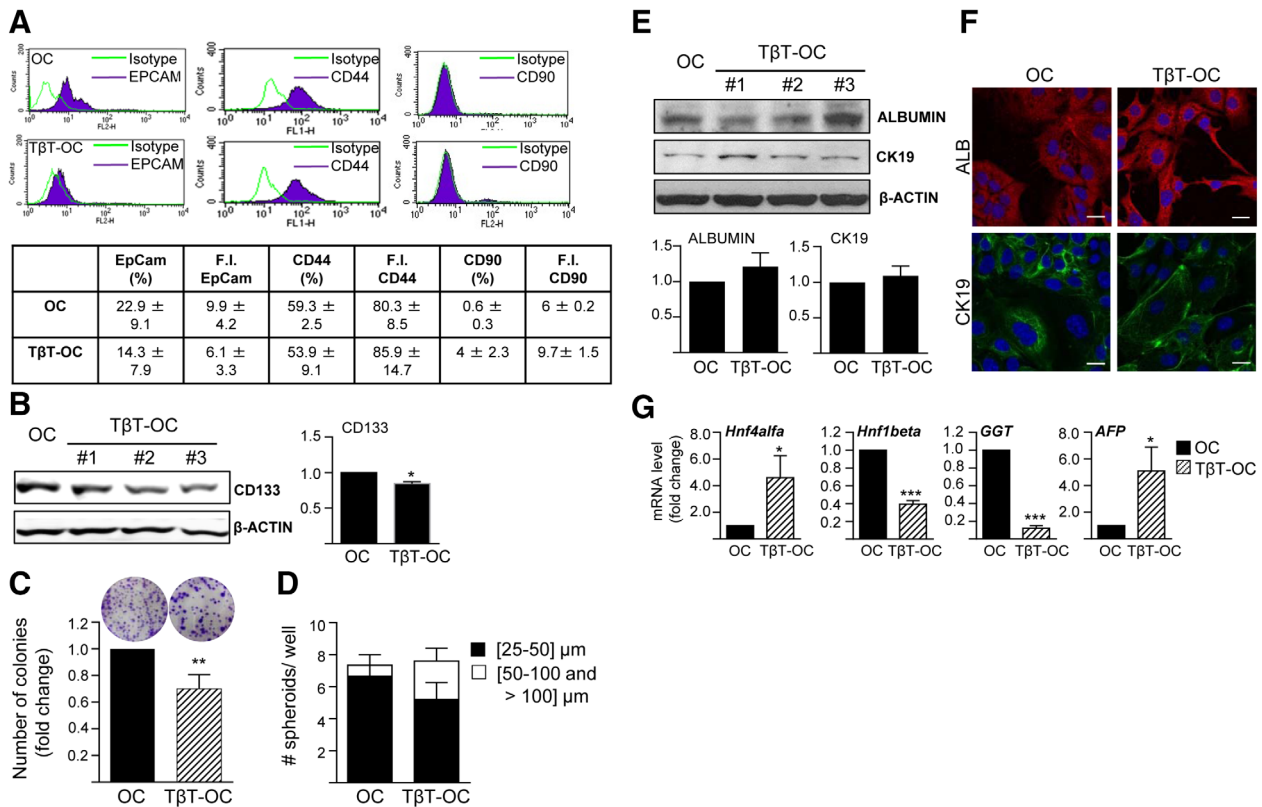 A
OC
Isotype
EPCAM
Isotype
CD44
Isotype
CD90
TβT-OC
Isotype
EPCAM
Isotype
CD44
Isotype
CD90
Counts
FL2-H
FL1-H
EpCam (%) F.I. EpCam CD44 (%) F.I. CD44 CD90 (%) F.I. CD90
OC 22.9 ± 9.1 9.9 ± 4.2 59.3 ± 2.5 80.3 ± 8.5 0.6 ± 0.3 6 ± 0.2
TβT-OC 14.3 ± 7.9 6.1 ± 3.3 53.9 ± 9.1 85.9 ± 14.7 4 ± 2.3 9.7± 1.5
B
TβT-OC
OC
#1 #2 #3
CD133
β-ACTIN
CD133
1.5
1.0
0.5
*
OC TβT-OC
C
Number of colonies
(fold change)
1.2
1.0
0.8
0.6
0.4
0.2
**
OC TβT-OC
D
# spheroids/ well
10
8
6
4
2
[25-50] µm
[50-100 and
> 100] µm
OC TβT-OC
E
TβT-OC
OC
#1 #2 #3
ALBUMIN
CK19
β-ACTIN
ALBUMIN
1.5
1.0
0.5
OC TβT-OC
CK19
1.5
1.0
0.5
OC TβT-OC
F
OC TβT-OC
ALB
CK19
G
mRNA level
(fold change)
Hnf4alfa
8.0
6.0
4.0
2.0
*
OC TβT-OC
Hnf1beta
1.2
1.0
0.8
0.6
0.4
0.2
***
OC TβT-OC
GGT
1.2
1.0
0.8
0.6
0.4
0.2
***
OC TβT-OC
AFP
8.0
6.0
4.0
2.0
*
OC TβT-OC
OC
TβT-OC